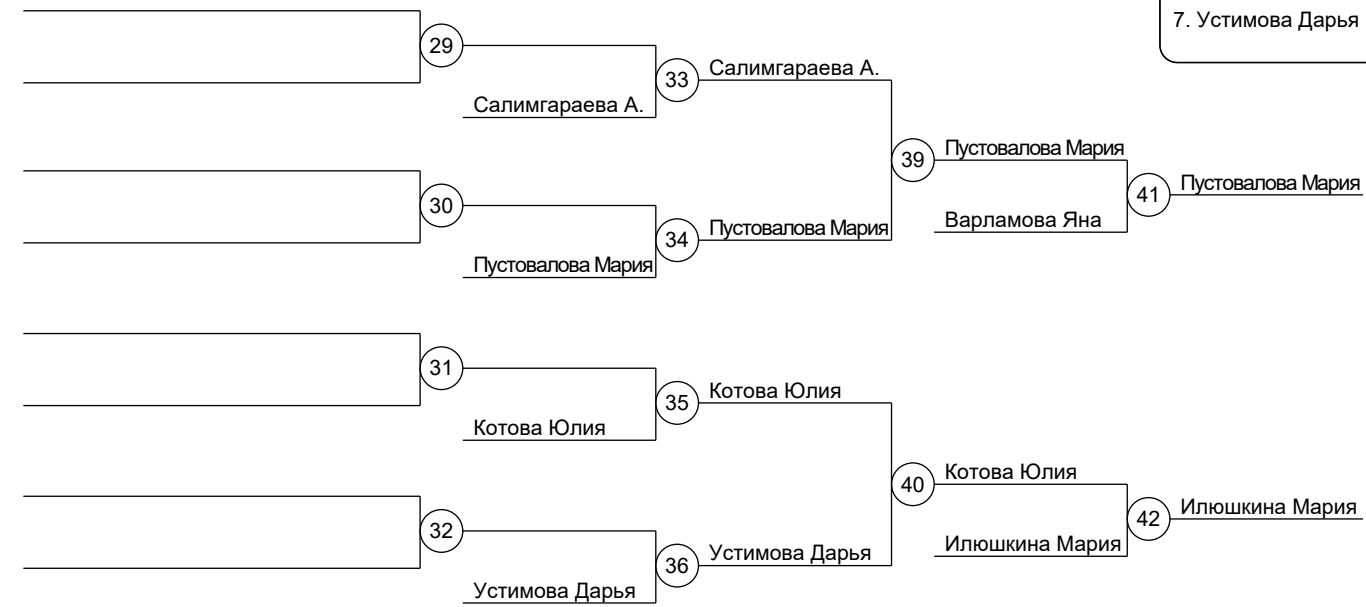 7. Устимова Дарья
29
33
Салимгараева А.
Салимгараева А.
39
Пустовалова Мария
41
Пустовалова Мария
30
34
Пустовалова Мария
Варламова Яна
Пустовалова Мария
31
35
Котова Юлия
Котова Юлия
40
Котова Юлия
42
Илюшкина Мария
32
36
Устимова Дарья
Илюшкина Мария
Устимова Дарья